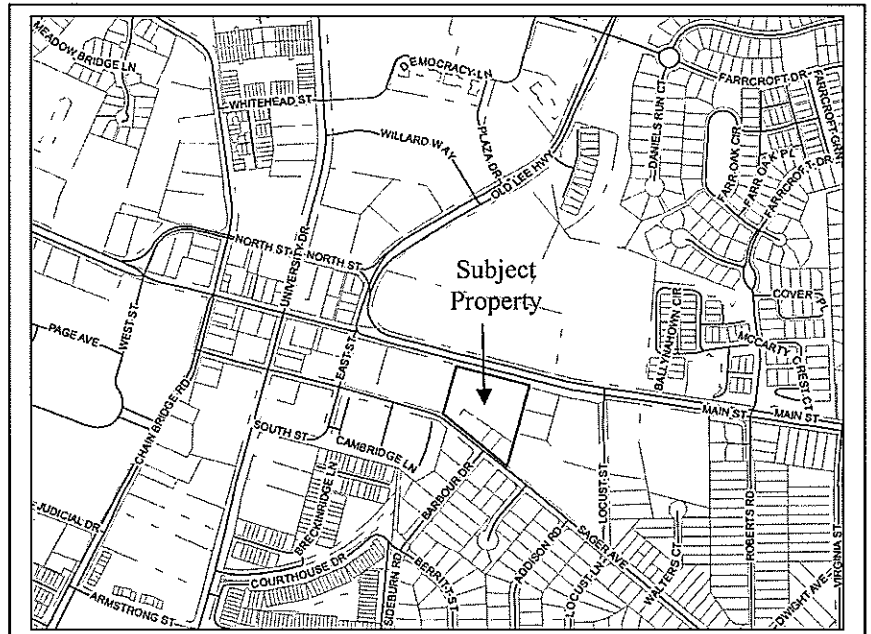 MEADOW BRIDGE LN
WHITEHEAD ST
DEMOCRACY LN
PLAZA DR
WILLARD WAY
OLD LEE HWY
UNIVERSITY DR
NORTH ST
NORTH ST
DANIELS RUN CT
FARRCROFT DR
FARRCROFT GRN
FARR OAK CIR
FARR OAK PL
FARRCROFT DR
Subject
Property
COVER
PL
BALLYNAHOWN CIR
MCCARTY
CREST CT
PAGE AVE
WEST ST
CHAIN BRIDGE RD
EAST ST
MAIN ST
MAIN ST
SOUTH ST
CAMBRIDGE LN
BRECKINRIDGE LN
BARBOUR DR
LOCUST ST
ROBERTS RD
VIRGINIA ST
JUDICIAL DR
ARMSTRONG ST
COURTHOUSE DR
SIDEBURN RD
BERRITT ST
ADDISON RD
SAGER AVE
LOCUST LN
WALTERS CT
DWIGHT AVE